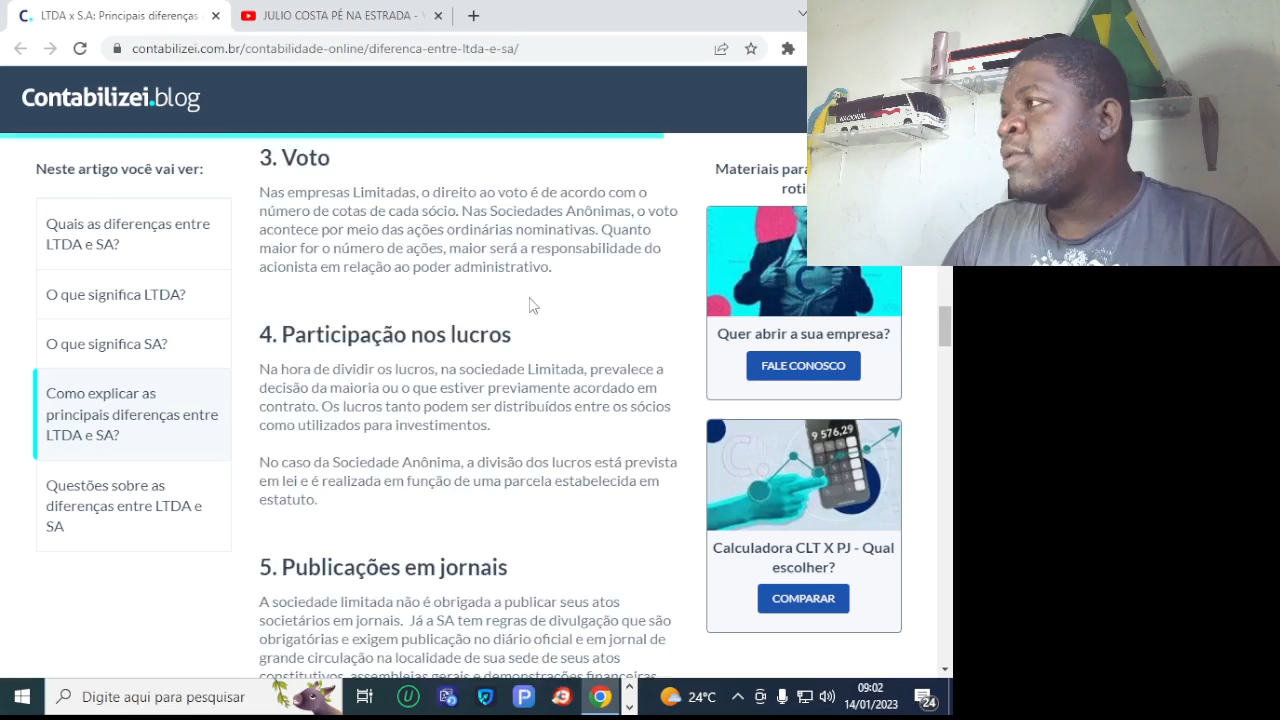 LTDA x S.A: Principais diferenças
JULIO COSTA PÉ NA ESTRADA -
contabilizei.com.br/contabilidade-online/diferenca-entre-ltda-e-sa/
Contabilizei.blog
Neste artigo você vai ver:
Quais as diferenças entre
LTDA e SA?
O que significa LTDA?
O que significa SA?
Como explicar as
principais diferenças entre
LTDA e SA?
Questões sobre as
diferenças entre LTDA e
SA
3. Voto
Nas empresas Limitadas, o direito ao voto é de acordo com o
número de cotas de cada sócio. Nas Sociedades Anônimas, o voto
acontece por meio das ações ordinárias nominativas. Quanto
maior for o número de ações, maior será a responsabilidade do
acionista em relação ao poder administrativo.
4. Participação nos lucros
Na hora de dividir os lucros, na sociedade Limitada, prevalece a
decisão da maioria ou o que estiver previamente acordado em
contrato. Os lucros tanto podem ser distribuídos entre os sócios
como utilizados para investimentos.
No caso da Sociedade Anônima, a divisão dos lucros está prevista
em lei e é realizada em função de uma parcela estabelecida em
estatuto.
5. Publicações em jornais
A sociedade limitada não é obrigada a publicar seus atos
societários em jornais. Já a SA tem regras de divulgação que são
obrigatórias e exigem publicação no diário oficial e em jornal de
grande circulação na localidade de sua sede de seus atos
constitutivos, assembleias gerais e demonstrações financeiras
Materiais para
Quer abrir a sua empresa?
FALE CONOSCO
9 576,29
Calculadora CLT X PJ - Qual
escolher?
COMPARAR
NACIONAL
Digite aqui para pesquisar
24°C
09:02
14/01/2023
24